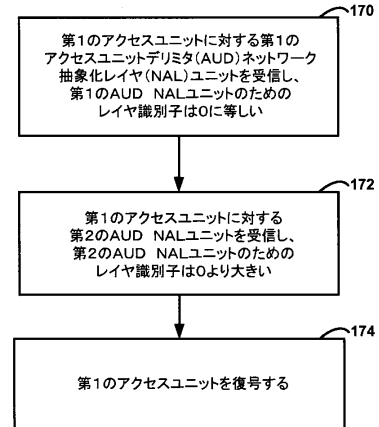 170
第1のアクセスユニットに対する第1の
アクセスユニットデリミタ(AUD)ネットワーク
抽象化レイヤ(NAL)ユニットを受信し、
第1のAUD NALユニットのための
レイヤ識別子は0に等しい
172
第1のアクセスユニットに対する
第2のAUD NALユニットを受信し、
第2のAUD NALユニットのための
レイヤ識別子は0より大きい
174
第1のアクセスユニットを復号する